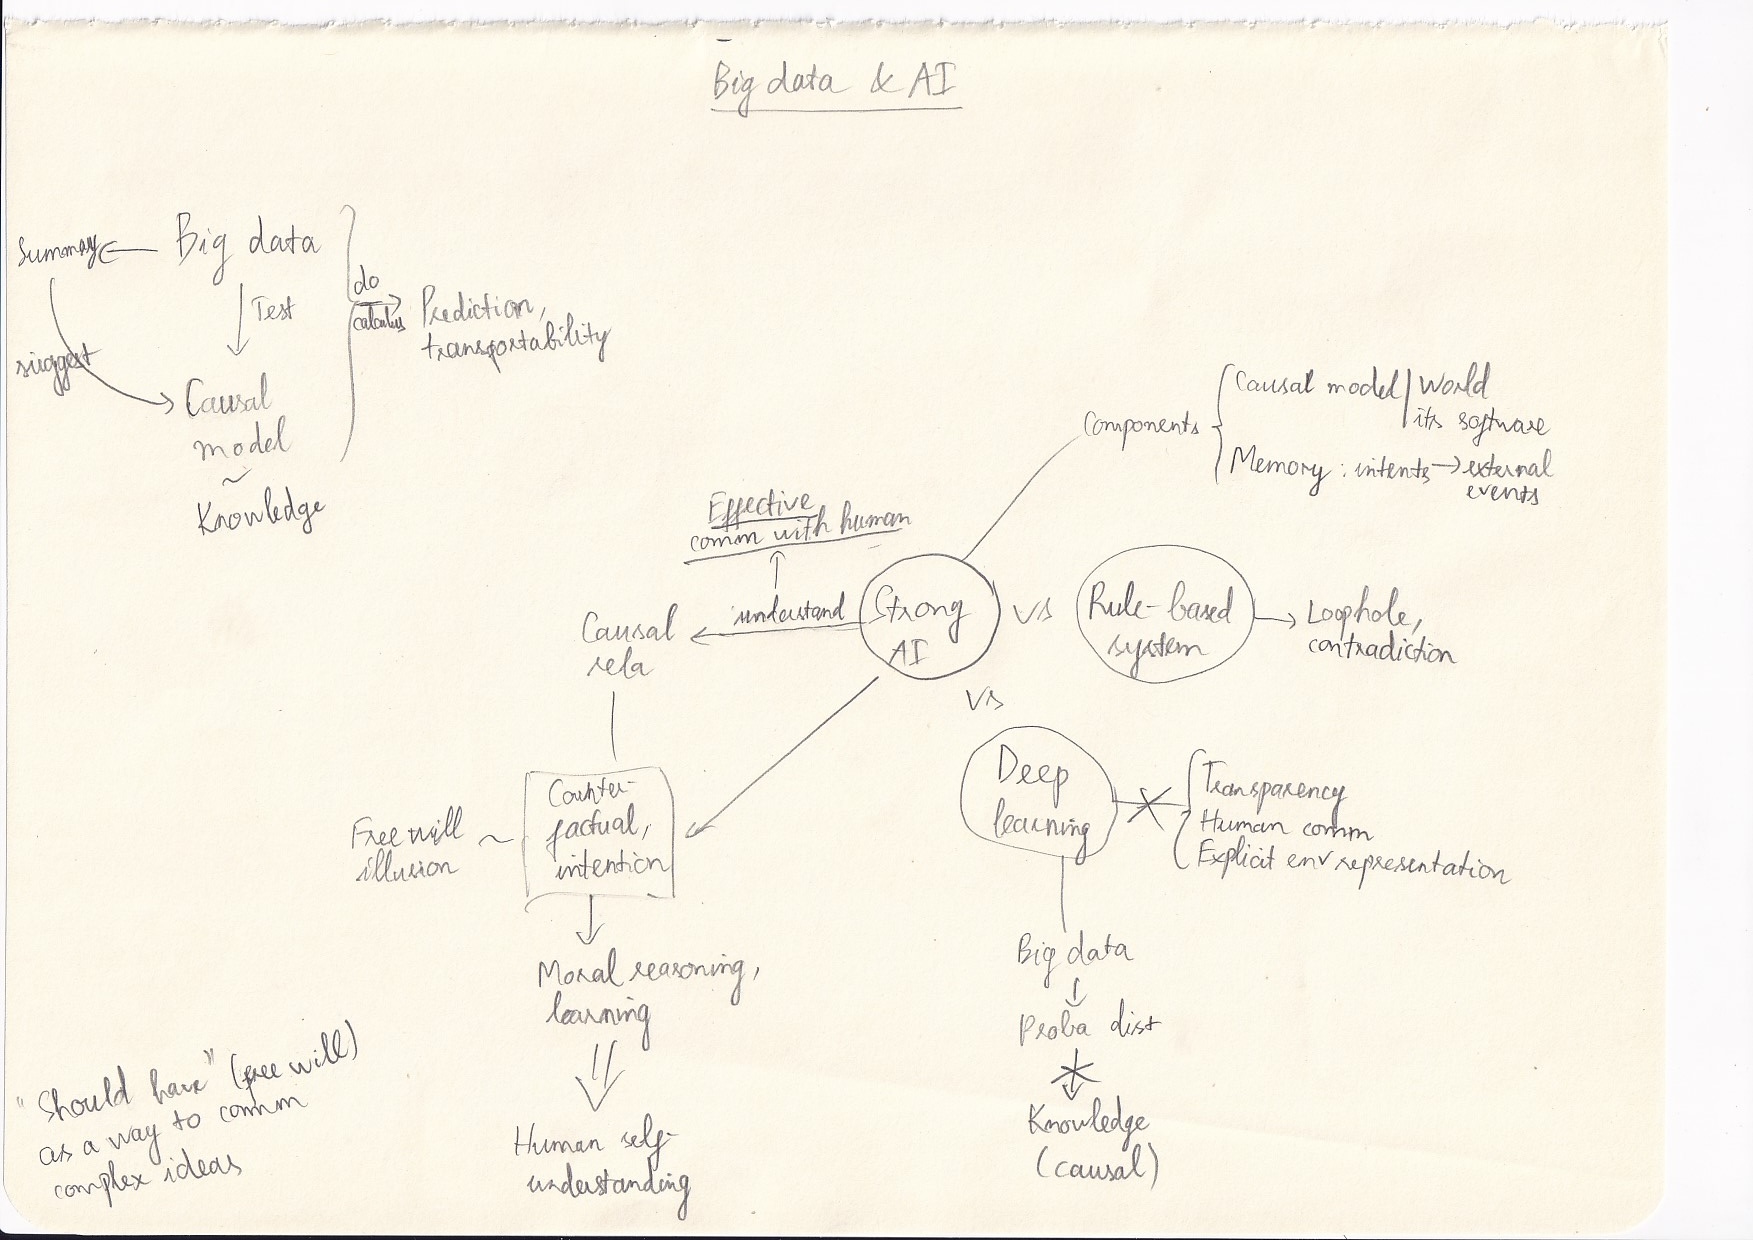 Big data & AI
Summary
Big data
Test
suggest
Causal
model
~
Knowledge
do
calculus
Prediction,
transportability
Components
Causal model
World
its software
Memory: intents → external
events
Effective
comm with human
understand
Causal
rela
Strong
AI
vs
Rule-based
system
Loophole,
contradiction
vs
Deep
learning
Transparency
Human comm
Explicit env representation
Big data
Proba dist
Knowledge
(causal)
Counter-
factual,
intention
Free will
illusion
~
Moral reasoning,
learning
Human self-
understanding
"Should have" (free will)
as a way to comm
complex ideas